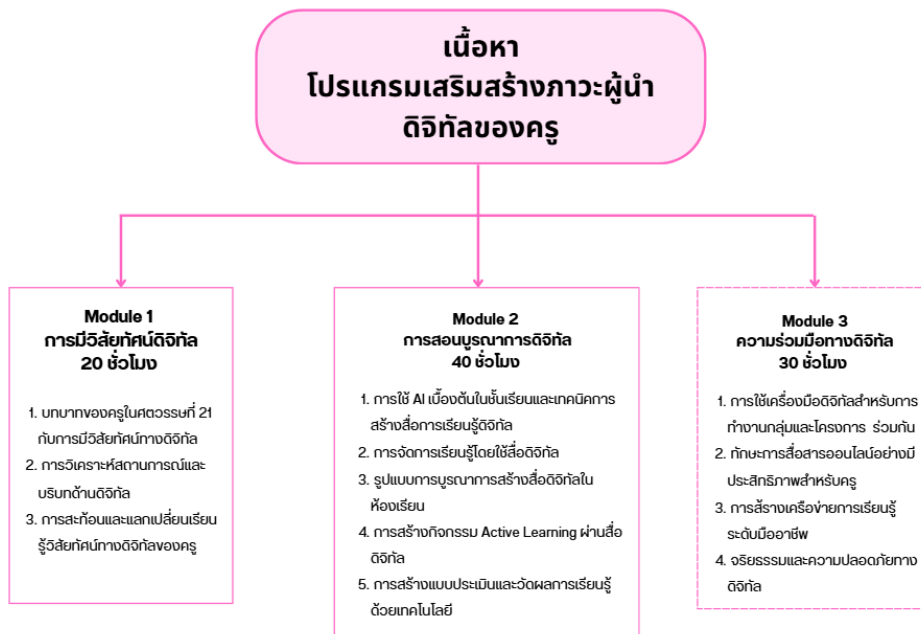 เนื้อหา
โปรแกรมเสริมสร้างภาวะผู้นำ
ดิจิทัลของครู
Module 1
การมีวิสัยทัศน์ดิจิทัล
20 ชั่วโมง
1. บทบาทของครูในศตวรรษที่ 21
กับการมีวิสัยทัศน์ทางดิจิทัล
2. การวิเคราะห์สถานการณ์และ
บริบทด้านดิจิทัล
3. การสะท้อนและแลกเปลี่ยนเรียน
รู้วิสัยทัศน์ทางดิจิทัลของครู
Module 2
การสอนบูรณาการดิจิทัล
40 ชั่วโมง
1. การใช้ AI เบื้องต้นในชั้นเรียนและเทคนิคการ
สร้างสื่อการเรียนรู้ดิจิทัล
2. การจัดการเรียนรู้โดยใช้สื่อดิจิทัล
3. รูปแบบการบูรณาการสร้างสื่อดิจิทัลใน
ห้องเรียน
4. การสร้างกิจกรรม Active Learning ผ่านสื่อ
ดิจิทัล
5. การสร้างแบบประเมินและวัดผลการเรียนรู้
ด้วยเทคโนโลยี
Module 3
ความร่วมมือทางดิจิทัล
30 ชั่วโมง
1. การใช้เครื่องมือดิจิทัลสำหรับการ
ทำงานกลุ่มและโครงการ ร่วมกัน
2. ทักษะการสื่อสารออนไลน์อย่างมี
ประสิทธิภาพสำหรับครู
3. การส้รางเครือข่ายการเรียนรู้
ระดับมืออาชีพ
4. จริยธรรมและความปลอดภัยทาง
ดิจิทัล